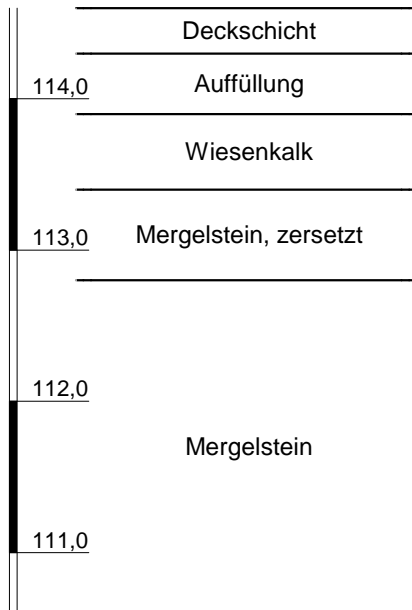 Deckschicht
Auffüllung
114,0
Wiesenkalk
Mergelstein, zersetzt
113,0
112,0
Mergelstein
111,0